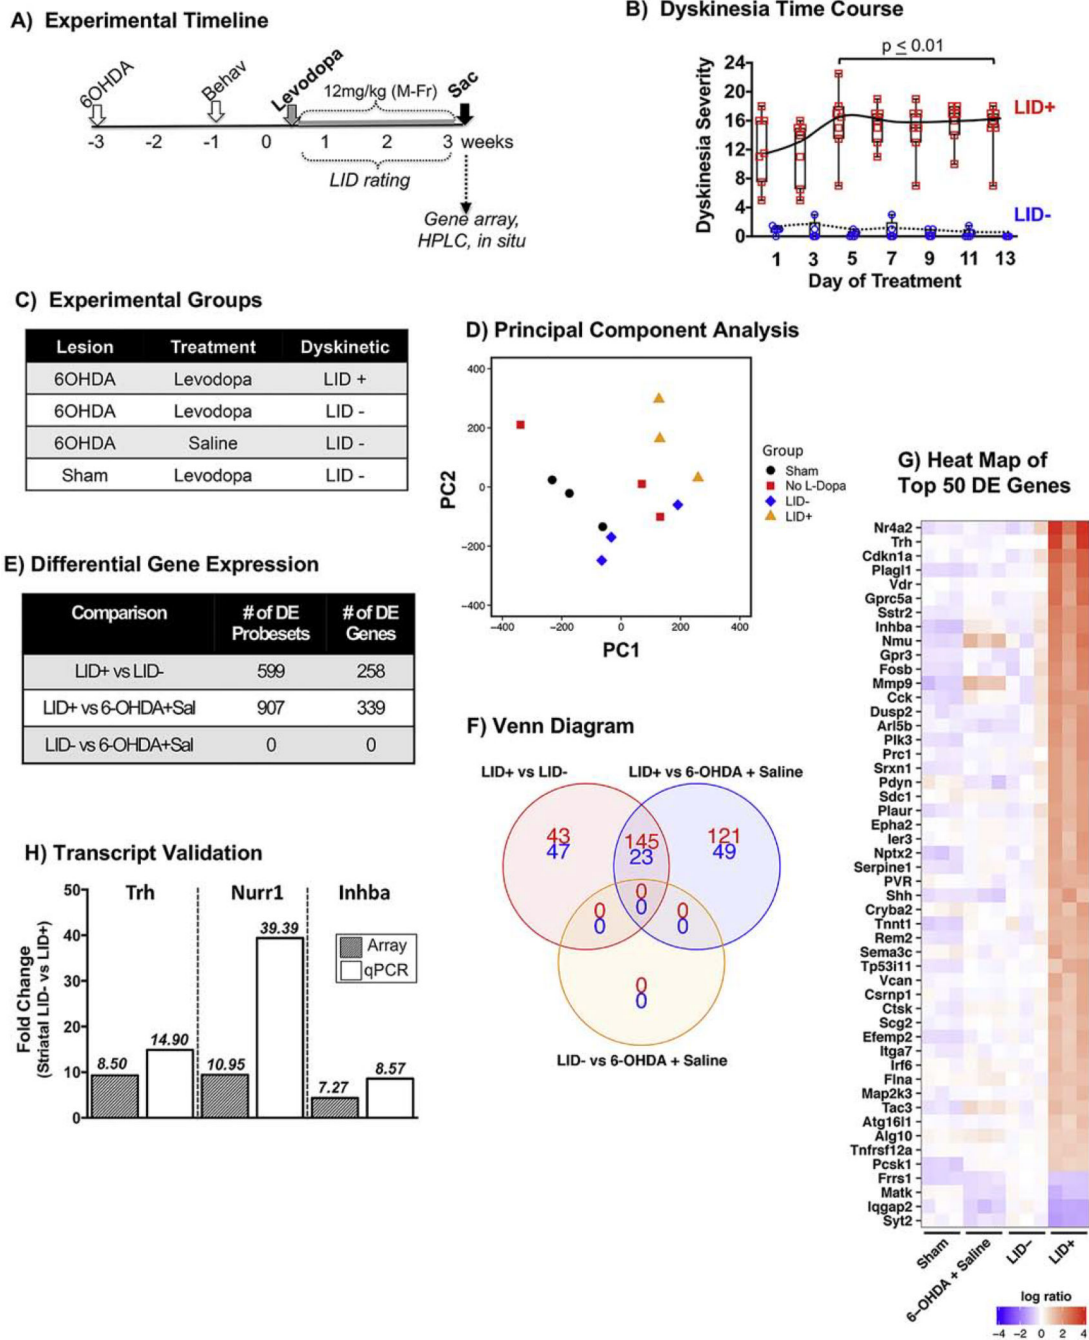 A) Experimental Timeline
6OHDA
Behav
Levodopa
Sac
12mg/kg (M-Fr)
-3 -2 -1 0 1 2 3 weeks
LID rating
Gene array,
HPLC, in situ
B) Dyskinesia Time Course
p ≤ 0.01
Dyskinesia Severity
24
20
16
12
8
4
0
LID+
LID-
1 3 5 7 9 11 13
Day of Treatment
C) Experimental Groups
Lesion Treatment Dyskinetic
6OHDA Levodopa LID +
6OHDA Levodopa LID -
6OHDA Saline LID -
Sham Levodopa LID -
D) Principal Component Analysis
PC2
400
200
0
−200
−400
−400 −200 0 200 400
PC1
Group
Sham
No L-Dopa
LID-
LID+
E) Differential Gene Expression
Comparison # of DE Probesets # of DE Genes
LID+ vs LID- 599 258
LID+ vs 6-OHDA+Sal 907 339
LID- vs 6-OHDA+Sal 0 0
F) Venn Diagram
LID+ vs LID- LID+ vs 6-OHDA + Saline
43 145 121
47 23 49
0
0
0 0
0 0
0
0
LID- vs 6-OHDA + Saline
G) Heat Map of
Top 50 DE Genes
Nr4a2
Trh
Cdkn1a
Plagl1
Vdr
Gprc5a
Sstr2
Inhba
Nmu
Gpr3
Fosb
Mmp9
Cck
Dusp2
Arl5b
Plk3
Prc1
Srxn1
Pdyn
Sdc1
Plaur
Epha2
Ier3
Nptx2
Serpine1
PVR
Shh
Cryba2
Tnnt1
Rem2
Sema3c
Tp53i11
Vcan
Csrnp1
Ctsk
Scg2
Efemp2
Itga7
Irf6
Flna
Map2k3
Tac3
Atg16l1
Alg10
Tnfrsf12a
Pcsk1
Frrs1
Matk
Iqgap2
Syt2
Sham
6−OHDA + Saline
LID−
LID+
log ratio
−4 −2 0 2 4
H) Transcript Validation
Fold Change
(Striatal LID- vs LID+)
50
40
30
20
10
0
Trh Nurr1 Inhba
8.50 14.90 10.95 39.39 7.27 8.57
Array
qPCR